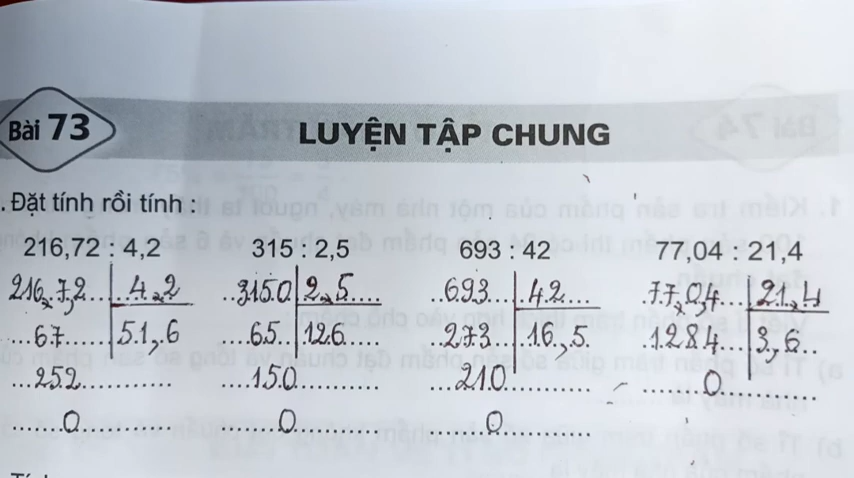 Bài 73
LUYỆN TẬP CHUNG
. Đặt tính rồi tính :
216,72 : 4,2 315 : 2,5 693 : 42 77,04 : 21,4
216,7,2 4,2 3150 2,5 693 42 77,04 21,4
67 51,6 65 126 273 16,5 1284 3,6
252 150 210 0
0 0 0